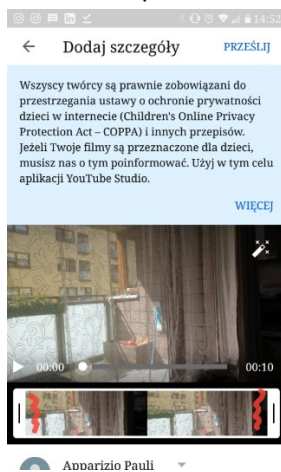 14:52
Dodaj szczegóły
PRZEŚLIJ
Wszyscy twórcy są prawnie zobowiązani do
przestrzegania ustawy o ochronie prywatności
dzieci w internecie (Children's Online Privacy
Protection Act – COPPA) i innych przepisów.
Jeżeli Twoje filmy są przeznaczone dla dzieci,
musisz nas o tym poinformować. Użyj w tym celu
aplikacji YouTube Studio.
WIĘCEJ
00:00
00:10
Apparizio Pauli